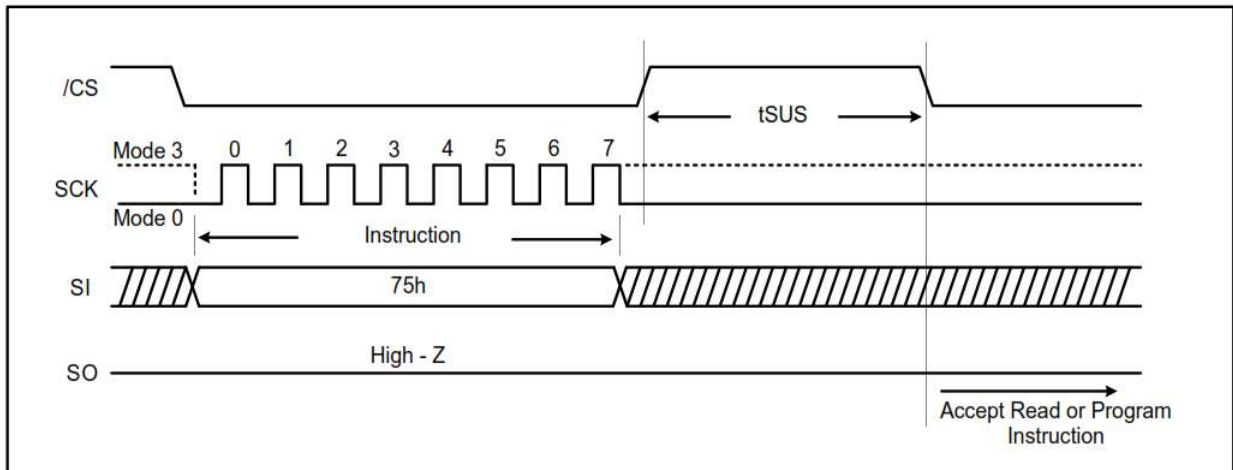 /CS
tSUS
Mode 3
0 1 2 3 4 5 6 7
SCK
Mode 0
Instruction
SI
75h
High - Z
SO
Accept Read or Program
Instruction